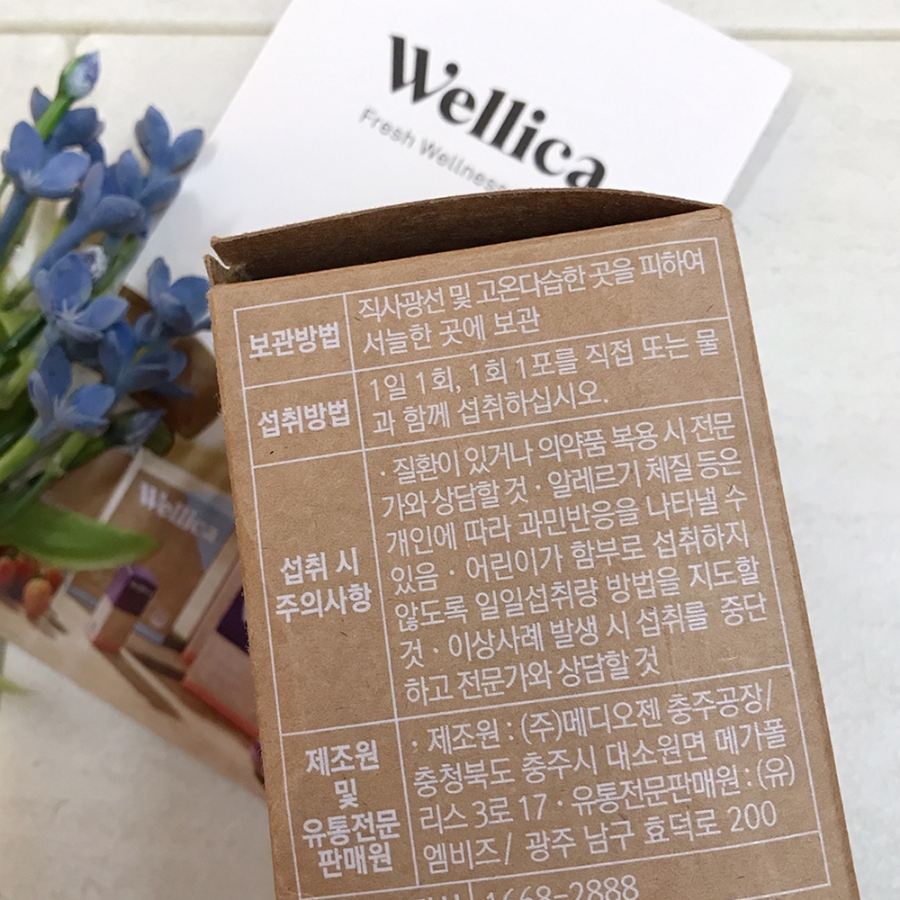 Wellica
Fresh Wellness
보관방법
직사광선 및 고온다습한 곳을 피하여
서늘한 곳에 보관
섭취방법
1일 1회, 1회 1포를 직접 또는 물
과 함께 섭취하십시오.
섭취 시
주의사항
· 질환이 있거나 의약품 복용 시 전문
가와 상담할 것 · 알레르기 체질 등은
개인에 따라 과민반응을 나타낼 수
있음 · 어린이가 함부로 섭취하지
않도록 일일섭취량 방법을 지도할
것 · 이상사례 발생 시 섭취를 중단
하고 전문가와 상담할 것
제조원
및
유통전문
판매원
· 제조원 : (주)메디오젠 충주공장/
충청북도 충주시 대소원면 메가폴
리스 3로 17 · 유통전문판매원 : (유)
엠비즈/ 광주 남구 효덕로 200
1668-2888
Wellica